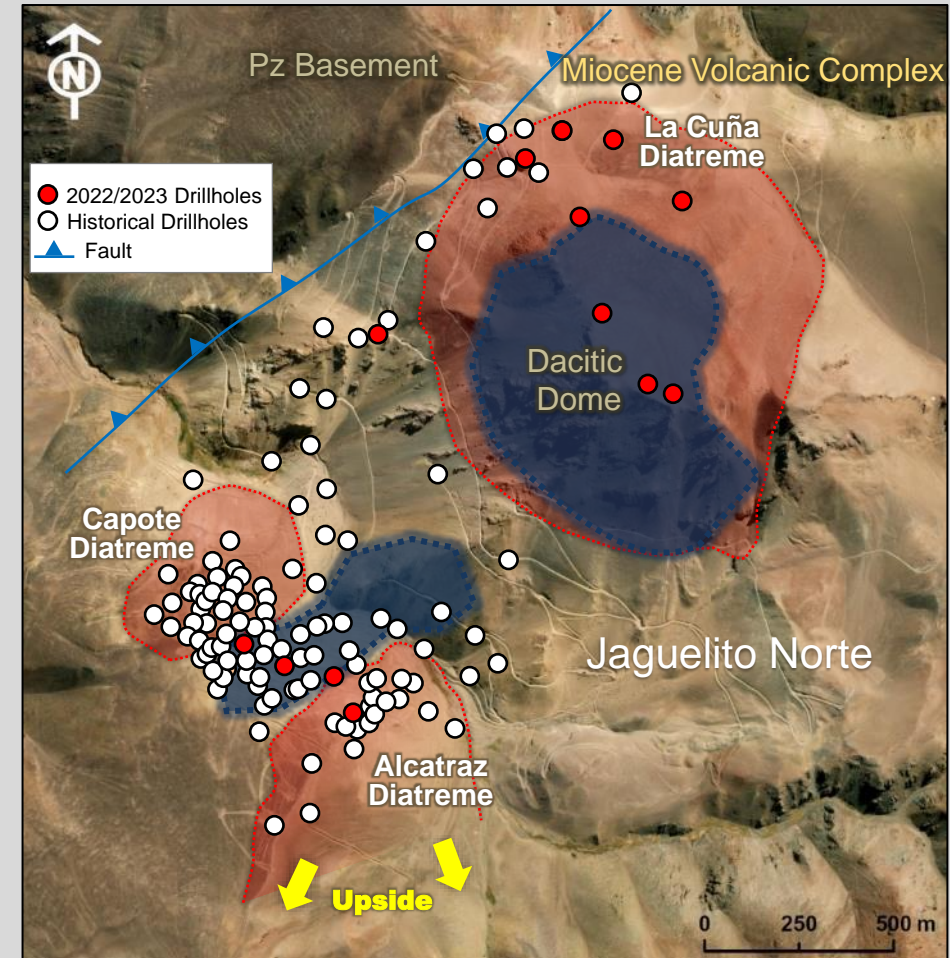 N
Pz Basement
Miocene Volcanic Complex
La Cuña
Diatreme
2022/2023 Drillholes
Historical Drillholes
Fault
Dacitic
Dome
Capote
Diatreme
Jaguelito Norte
Alcatraz
Diatreme
Upside
0 250 500 m